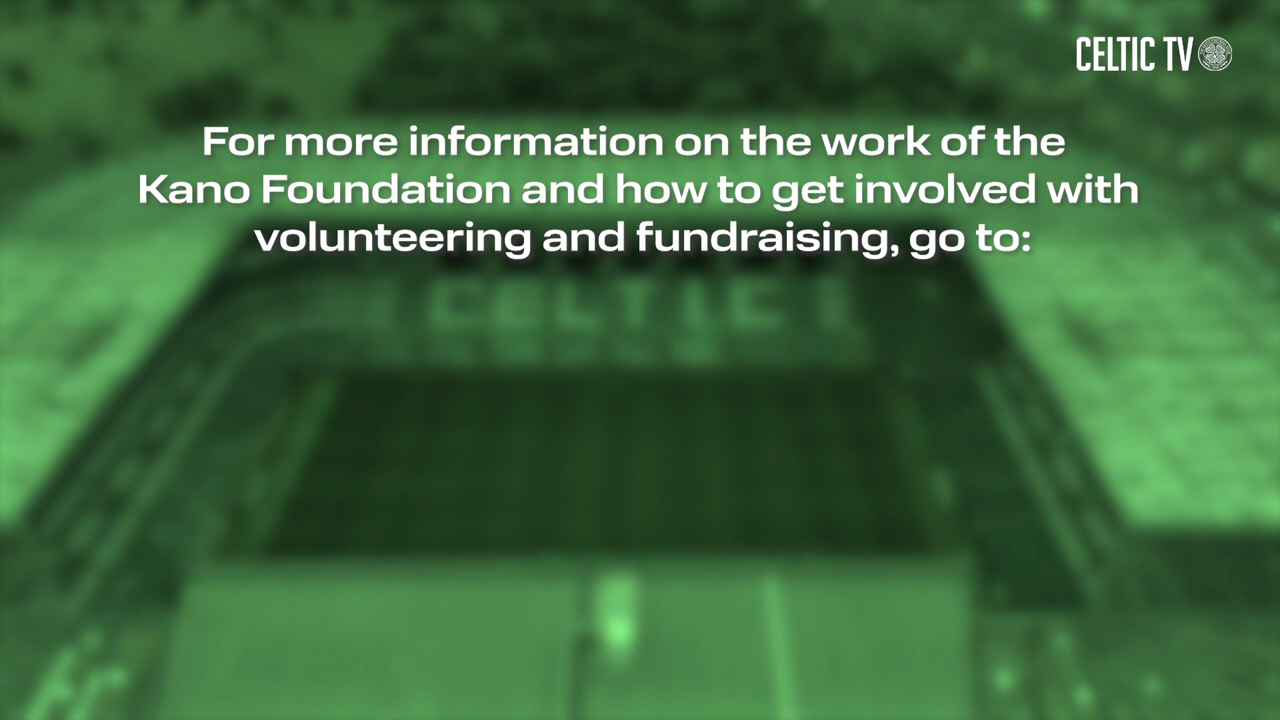 CELTIC TV
For more information on the work of the
Kano Foundation and how to get involved with
volunteering and fundraising, go to:
CELTIC